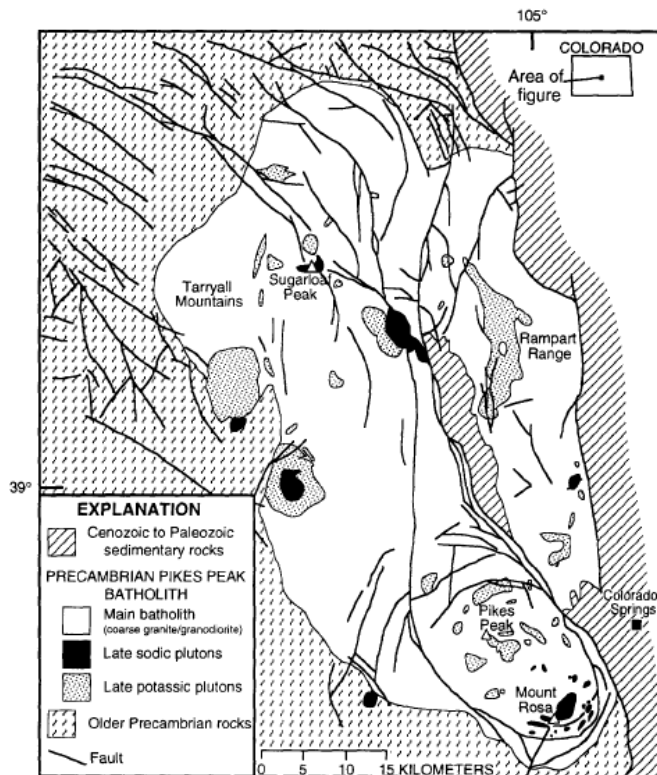 105°
COLORADO
Area of
figure
Tarryall
Mountains
Sugarloaf
Peak
Rampart
Range
39°
EXPLANATION
Cenozoic to Paleozoic
sedimentary rocks
PRECAMBRIAN PIKES PEAK
BATHOLITH
Main batholith
(coarse granite/granodiorite)
Late sodic plutons
Late potassic plutons
Older Precambrian rocks
Fault
Colorado
Springs
Pikes
Peak
Mount
Rosa
0 5 10 15 KILOMETERS